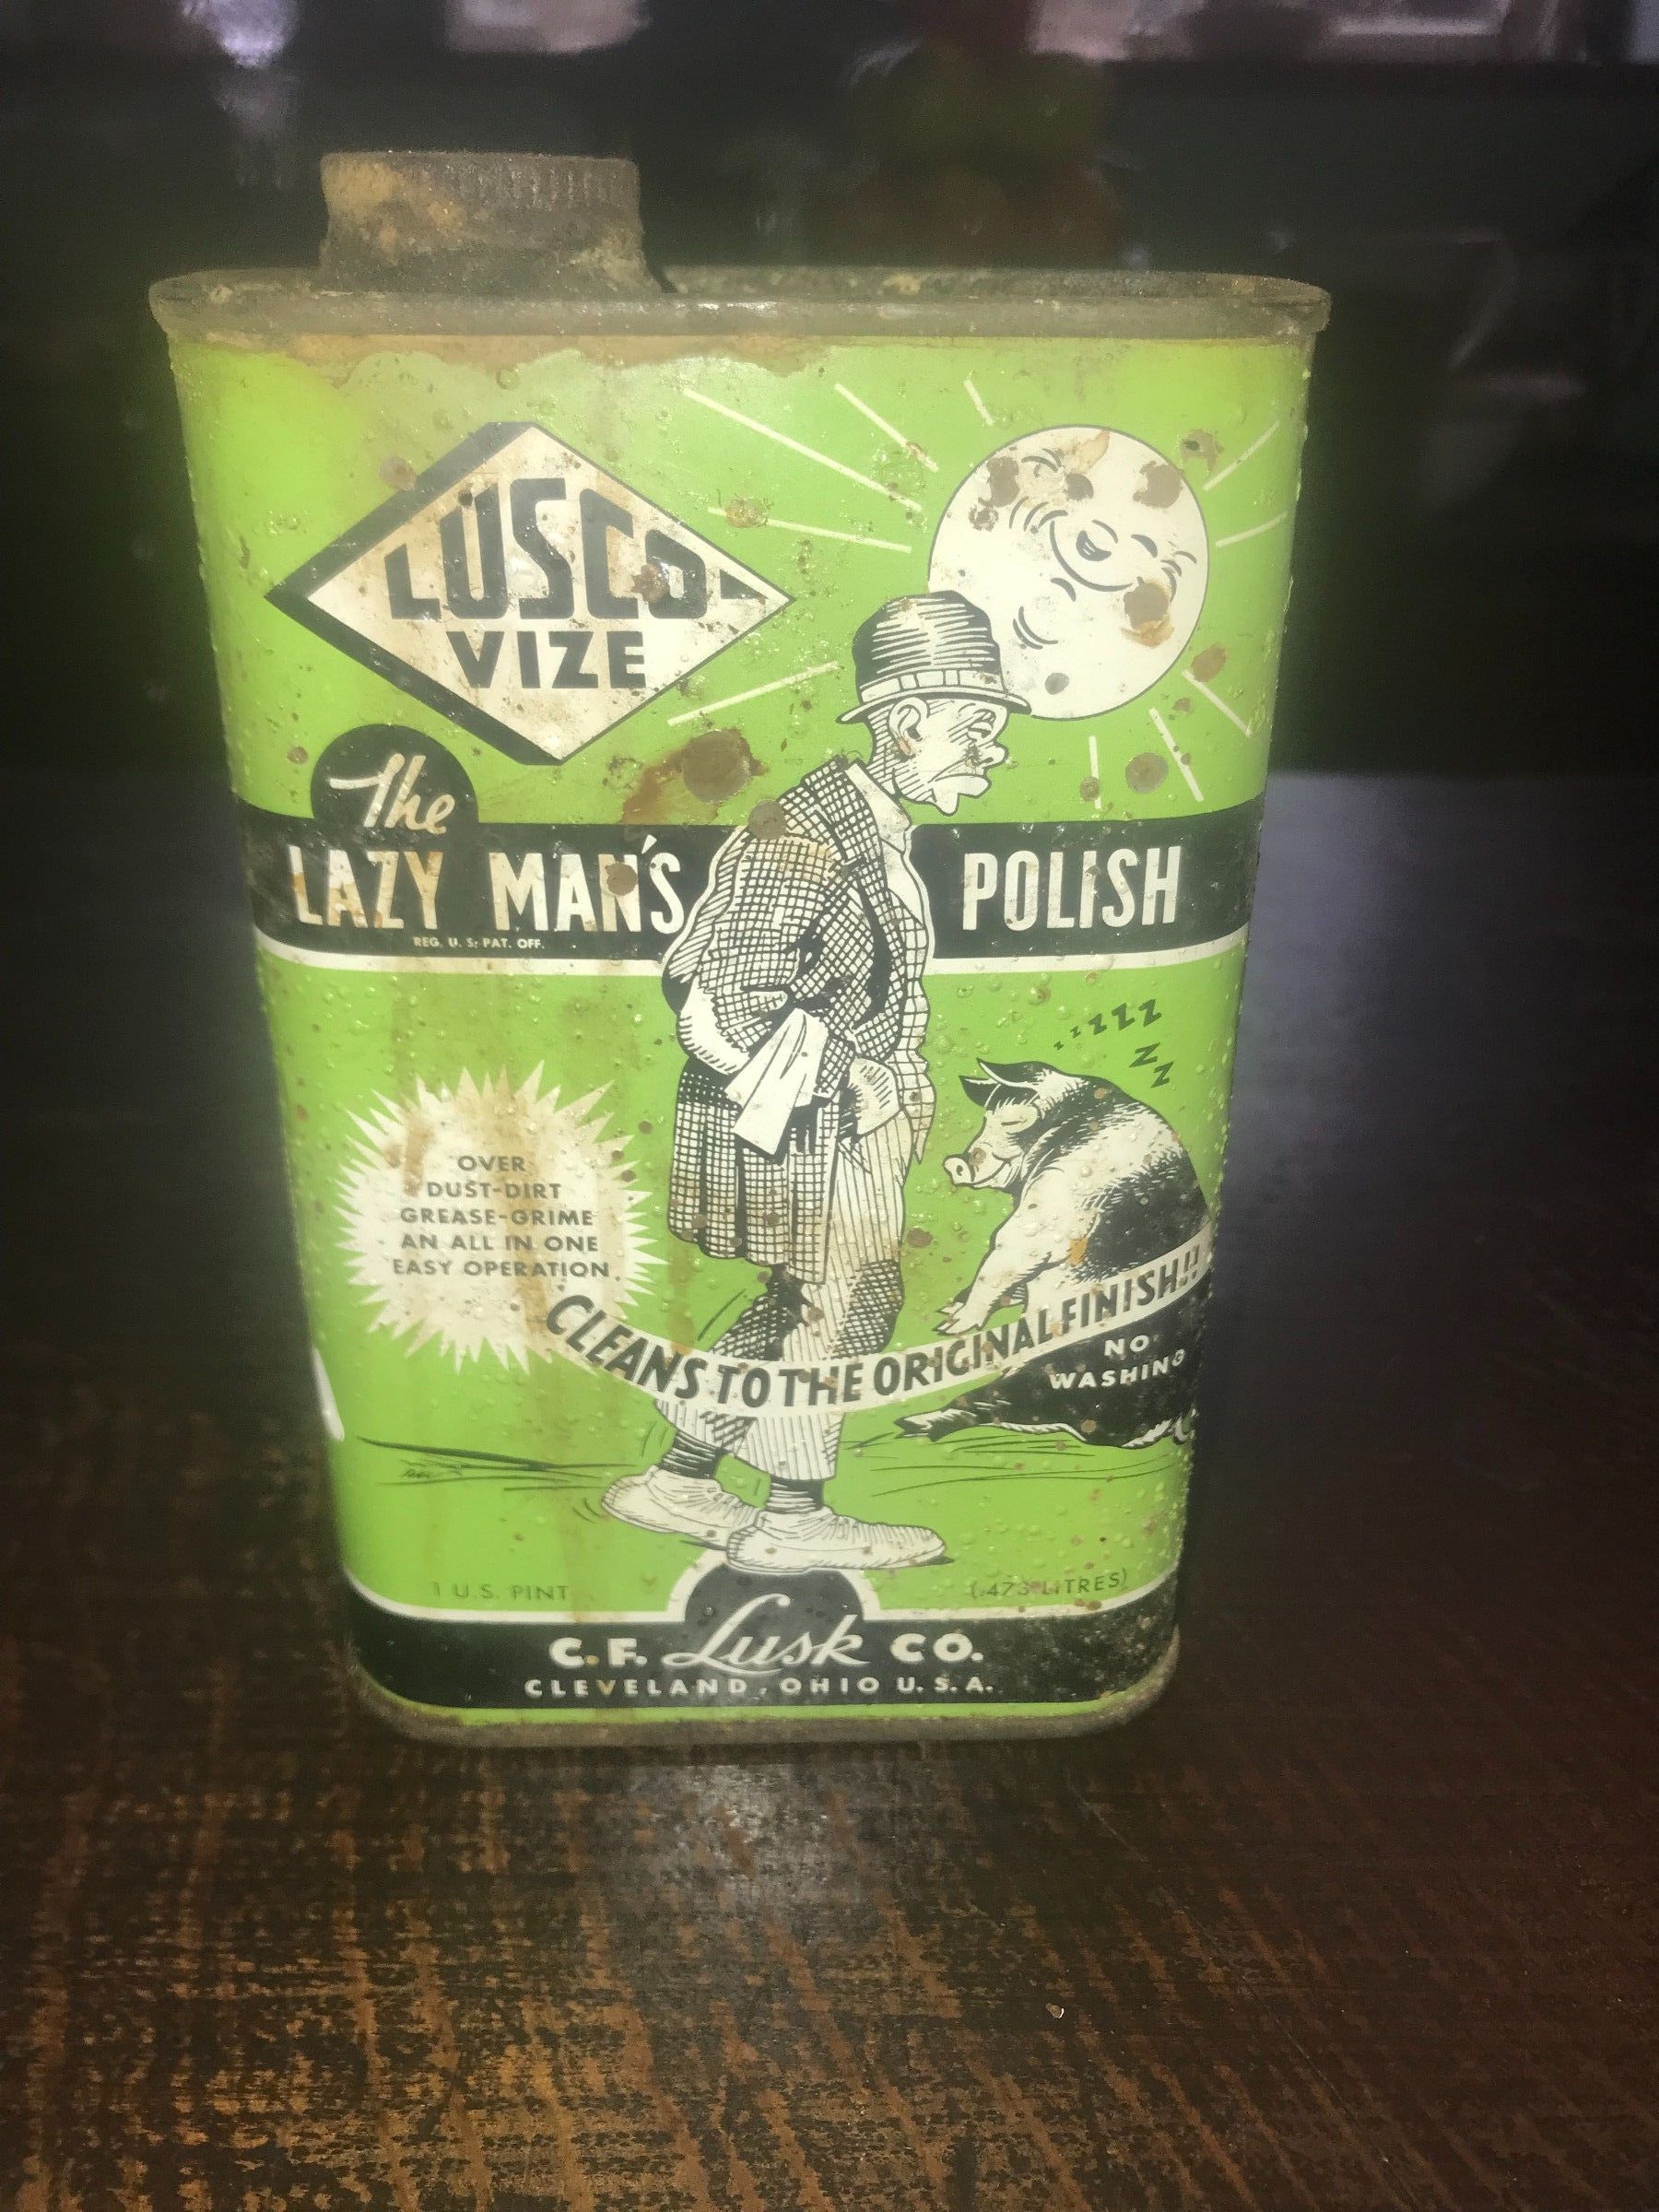 LUSCO-
VIZE
The
LAZY MAN'S POLISH
REG. U. S. PAT. OFF.
z z z Z Z Z
Z
Z
OVER
DUST-DIRT
GREASE-GRIME
AN ALL IN ONE
EASY OPERATION
CLEANS TO THE ORIGINAL FINISH!!
NO
WASHING
1 U.S. PINT (.473 LITRES)
C.F. Lusk CO.
CLEVELAND, OHIO U.S.A.